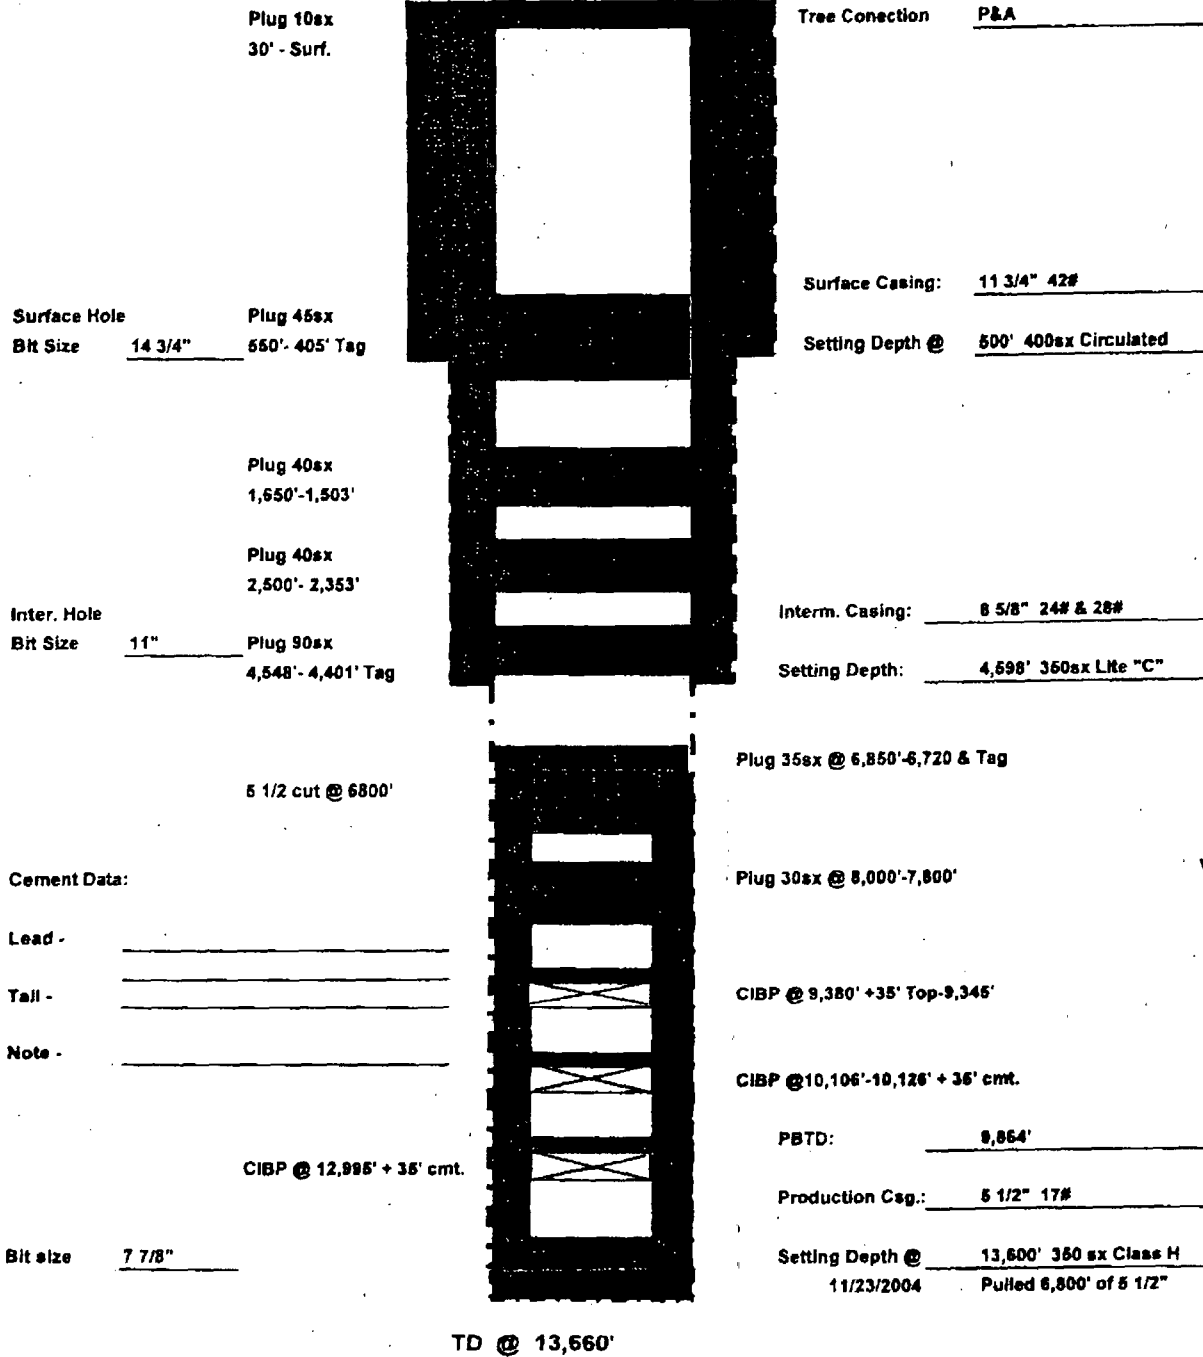 Plug 10sx
30' - Surf.
Tree Conection P&A
Surface Casing: 11 3/4" 42#
Surface Hole
Bit Size 14 3/4"
Plug 45sx
550'- 405' Tag
Setting Depth @ 500' 400sx Circulated
Plug 40sx
1,650'-1,503'
Plug 40sx
2,500'- 2,353'
Inter. Hole
Bit Size 11"
Plug 90sx
4,548'- 4,401' Tag
Interm. Casing: 8 5/8" 24# & 28#
Setting Depth: 4,598' 350sx Lite "C"
Plug 35sx @ 6,850'-6,720 & Tag
5 1/2 cut @ 6800'
Cement Data:
Plug 30sx @ 8,000'-7,800'
Lead -
Tail -
CIBP @ 9,380' +35' Top-9,345'
Note -
CIBP @10,106'-10,126' + 35' cmt.
PBTD: 9,864'
CIBP @ 12,995' + 35' cmt.
Production Csg.: 5 1/2" 17#
Bit size 7 7/8"
Setting Depth @ 13,600' 350 sx Class H
11/23/2004 Pulled 6,800' of 5 1/2"
TD @ 13,660'